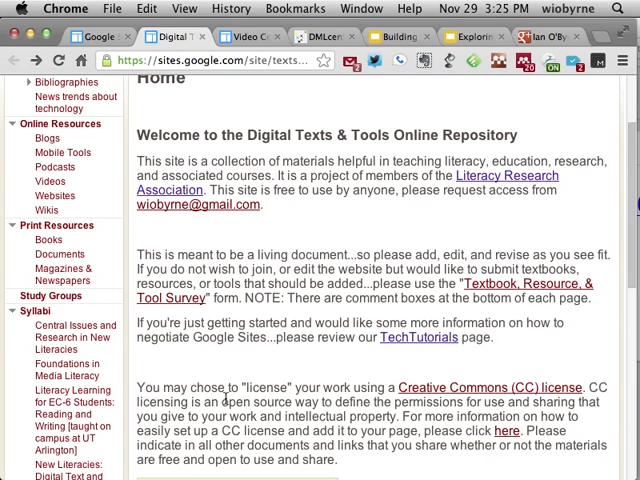 Chrome File Edit View History Bookmarks Window Help Nov 29 3:25 PM wiobyrne
Google S
Digital T
Video C
DMLcen
Building
Explorin
Ian O'By
https://sites.google.com/site/texts...
2
20
ON
2
Bibliographies
News trends about
technology
Online Resources
Blogs
Mobile Tools
Podcasts
Videos
Websites
Wikis
Print Resources
Books
Documents
Magazines &
Newspapers
Study Groups
Syllabi
Central Issues and
Research in New
Literacies
Foundations in
Media Literacy
Literacy Learning
for EC-6 Students:
Reading and
Writing [taught on
campus at UT
Arlington]
New Literacies:
Digital Text and
Home
Welcome to the Digital Texts & Tools Online Repository
This site is a collection of materials helpful in teaching literacy, education, research,
and associated courses. It is a project of members of the Literacy Research
Association. This site is free to use by anyone, please request access from
wiobyrne@gmail.com.
This is meant to be a living document...so please add, edit, and revise as you see fit.
If you do not wish to join, or edit the website but would like to submit textbooks,
resources, or tools that should be added...please use the "Textbook, Resource, &
Tool Survey" form. NOTE: There are comment boxes at the bottom of each page.
If you're just getting started and would like some more information on how to
negotiate Google Sites...please review our TechTutorials page.
You may chose to "license" your work using a Creative Commons (CC) license. CC
licensing is an open source way to define the permissions for use and sharing that
you give to your work and intellectual property. For more information on how to
easily set up a CC license and add it to your page, please click here. Please
indicate in all other documents and links that you share whether or not the materials
are free and open to use and share.